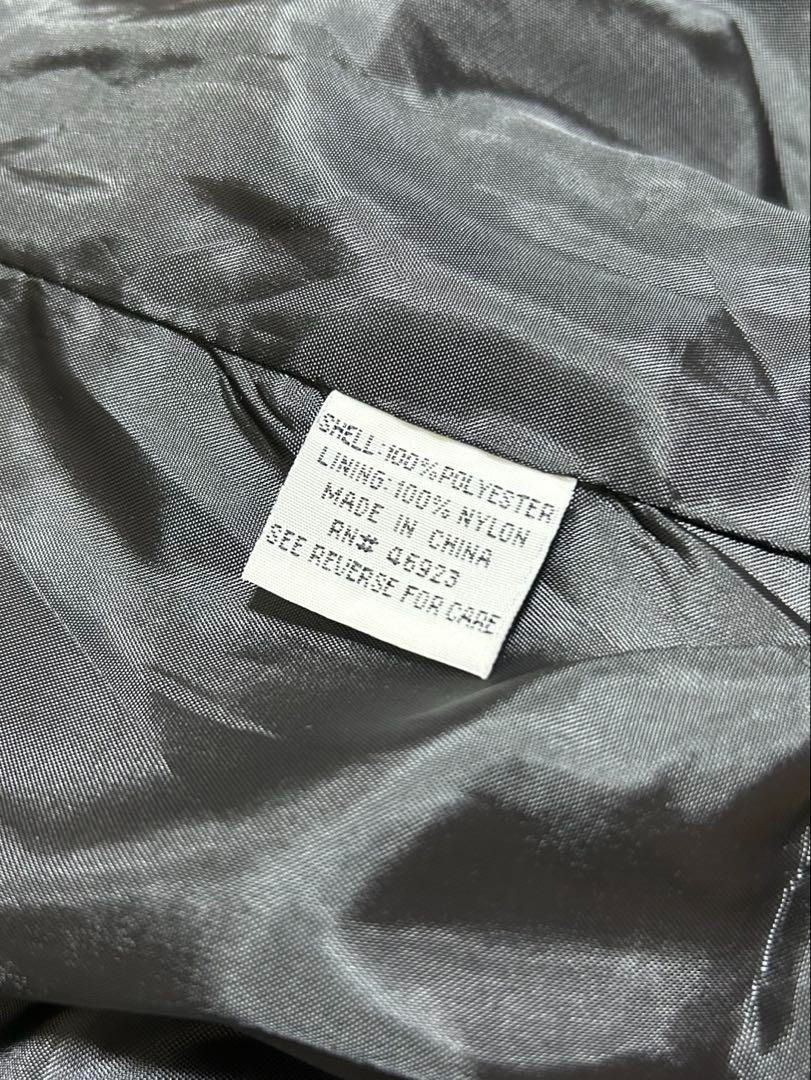 SHELL:100%POLYESTER
LINING:100% NYLON
MADE IN CHINA
RN# 46923
SEE REVERSE FOR CARE